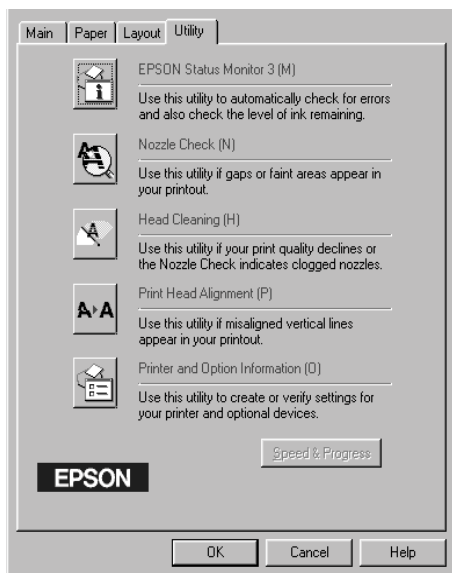 Main Paper Layout Utility
EPSON Status Monitor 3 (M)
Use this utility to automatically check for errors
and also check the level of ink remaining.
Nozzle Check (N)
Use this utility if gaps or faint areas appear in
your printout.
Head Cleaning (H)
Use this utility if your print quality declines or
the Nozzle Check indicates clogged nozzles.
Print Head Alignment (P)
A A
Use this utility if misaligned vertical lines
appear in your printout.
Printer and Option Information (O)
Use this utility to create or verify settings for
your printer and optional devices.
Speed & Progress
EPSON
OK Cancel Help